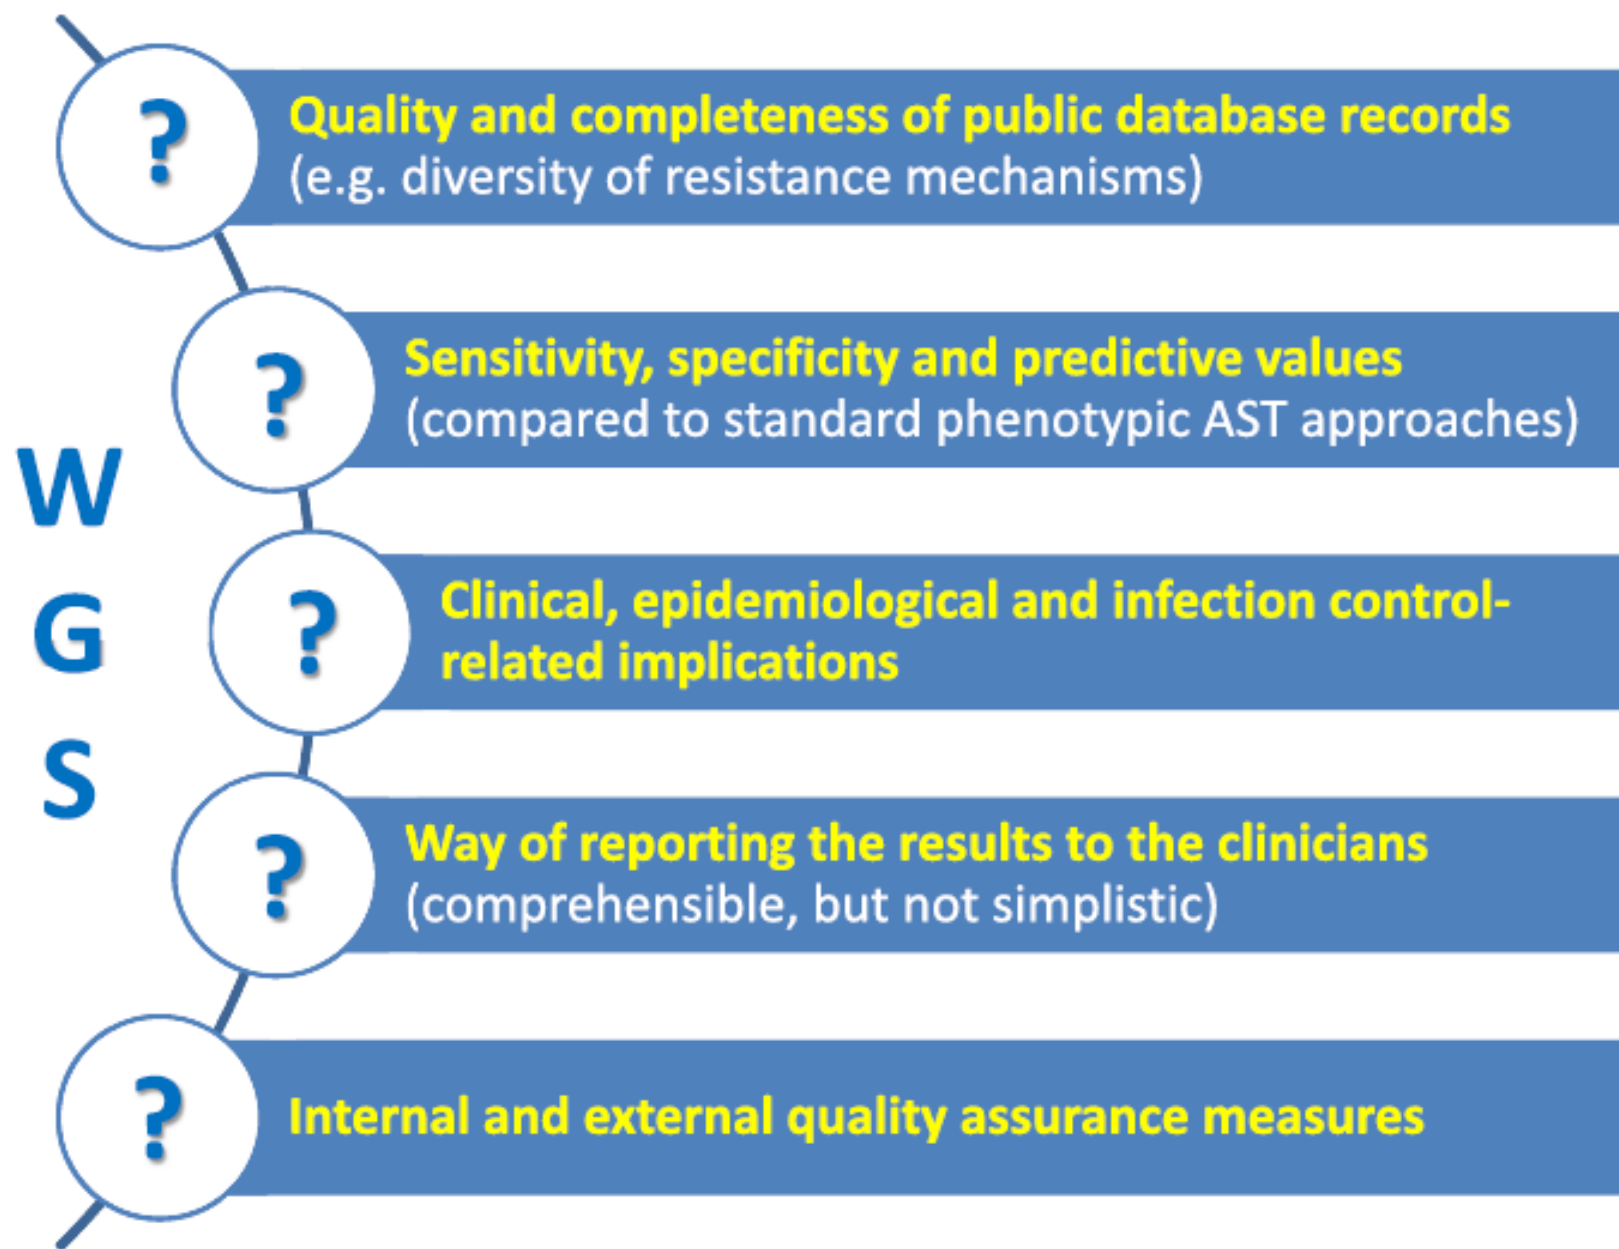 ?
Quality and completeness of public database records
(e.g. diversity of resistance mechanisms)
?
Sensitivity, specificity and predictive values
(compared to standard phenotypic AST approaches)
W
G
S
?
Clinical, epidemiological and infection control-
related implications
?
Way of reporting the results to the clinicians
(comprehensible, but not simplistic)
?
Internal and external quality assurance measures